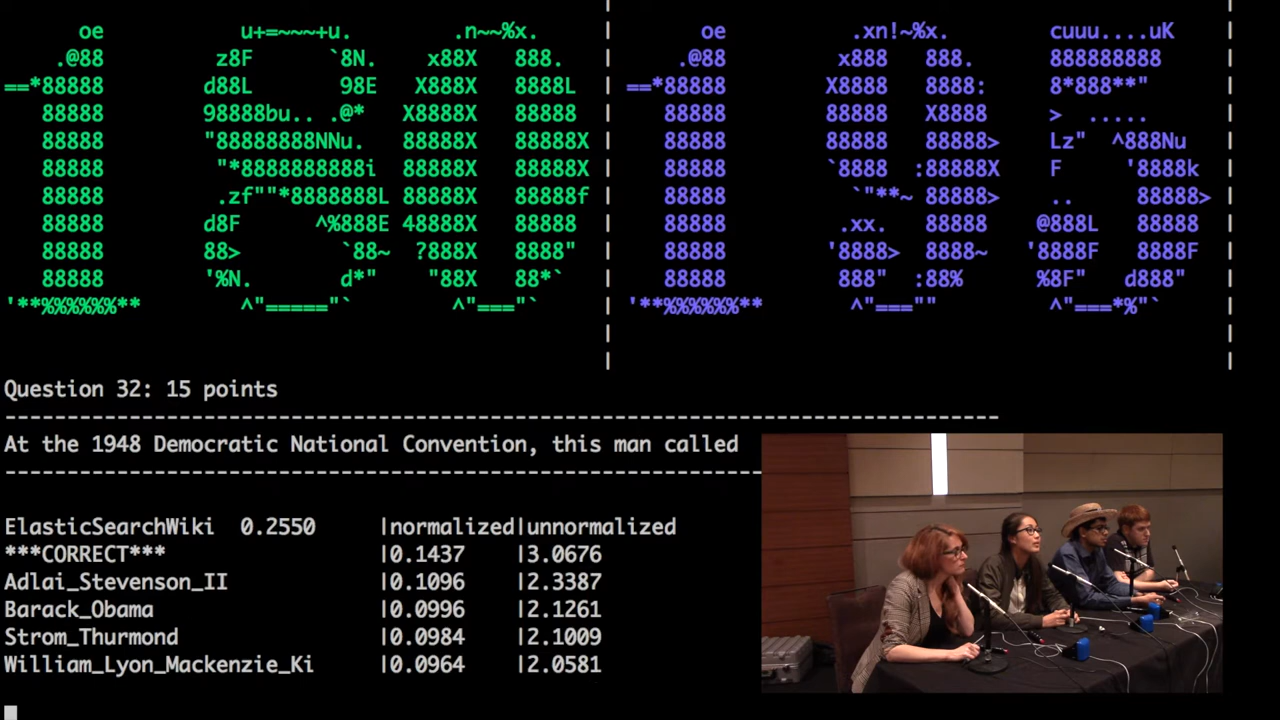 180 | 195
Question 32: 15 points
At the 1948 Democratic National Convention, this man called
ElasticSearchWiki 0.2550 |normalized|unnormalized
***CORRECT*** |0.1437 |3.0676
Adlai_Stevenson_II |0.1096 |2.3387
Barack_Obama |0.0996 |2.1261
Strom_Thurmond |0.0984 |2.1009
William_Lyon_Mackenzie_Ki |0.0964 |2.0581